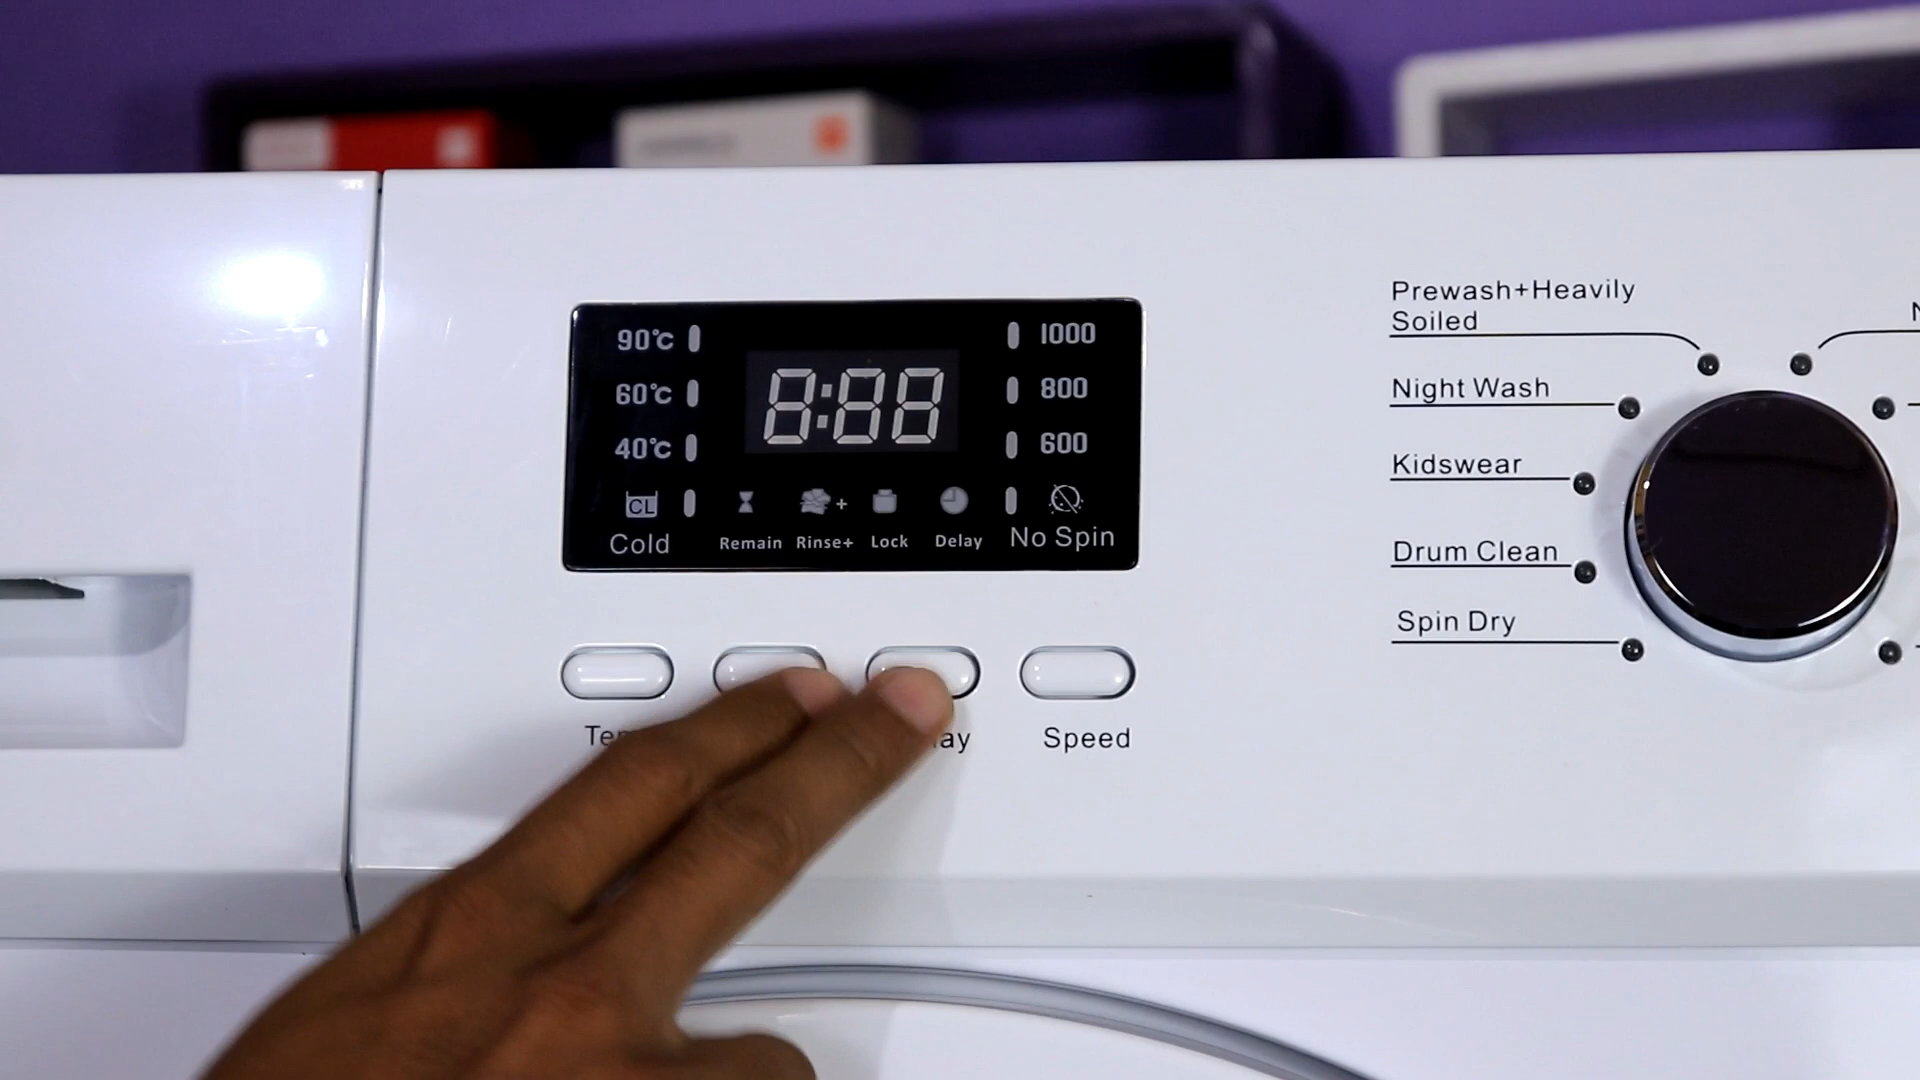 90°C
1000
8:88
60°C
800
40°C
600
CL
+
Cold
Remain
Rinse+
Lock
Delay
No Spin
Speed
Prewash+Heavily
Soiled
Night Wash
Kidswear
Drum Clean
Spin Dry